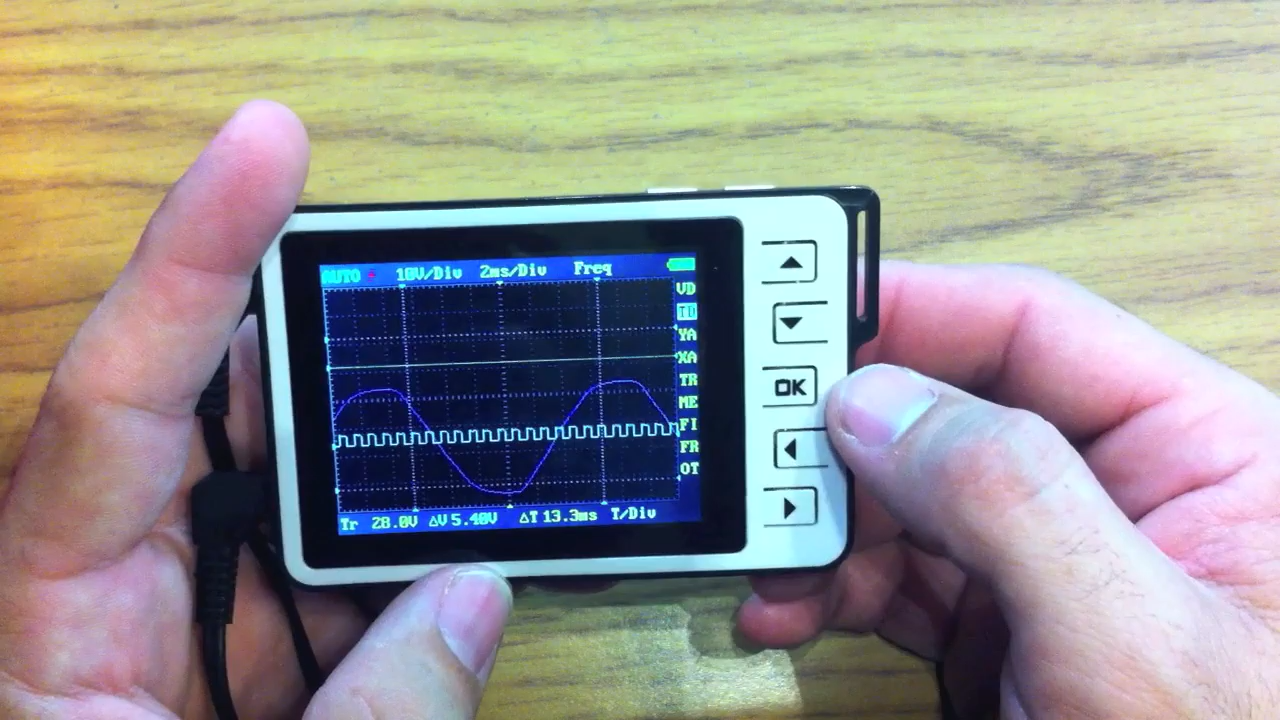 AUTO 10V/Div 2ms/Div Freq
VD
TD
YA
XA
TR
ME
FI
FR
OT
Tr 28.0V ΔV 5.40V ΔT 13.3ms T/Div
OK